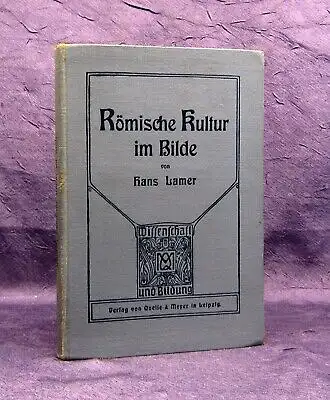 Römische Kultur
im Bilde
von
Hans Lamer
Wissenschaft
und Bildung
Verlag von Quelle & Meyer in Leipzig.